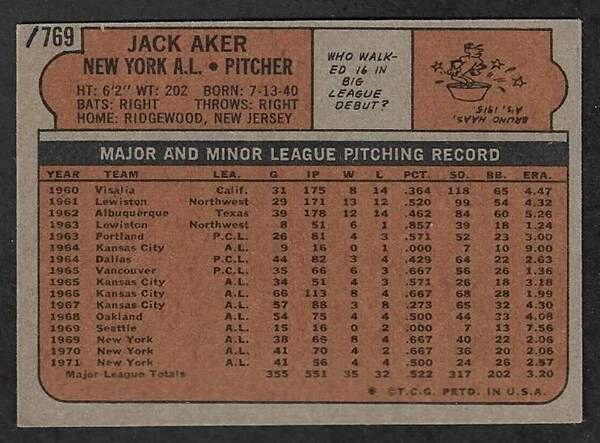 /769
JACK AKER
NEW YORK A.L. • PITCHER
HT: 6'2" WT: 202 BORN: 7-13-40
BATS: RIGHT THROWS: RIGHT
HOME: RIDGEWOOD, NEW JERSEY
WHO WALK-
ED 16 IN
BIG
LEAGUE
DEBUT?
BRUNO HAAS,
A'S, 1915
MAJOR AND MINOR LEAGUE PITCHING RECORD
YEAR TEAM LEA. G IP W L PCT. SO. BB. ERA.
1960 Visalia Calif. 31 175 8 14 .364 118 65 4.47
1961 Lewiston Northwest 29 171 13 12 .520 99 54 4.32
1962 Albuquerque Texas 39 178 12 14 .462 84 60 5.26
1963 Lewiston Northwest 8 51 6 1 .857 39 24 1.94
1963 Portland P.C.L. 26 81 4 3 .571 52 23 3.00
1964 Kansas City A.L. 9 16 0 1 .000 7 10 9.00
1964 Dallas P.C.L. 44 82 3 4 .429 64 22 2.63
1965 Vancouver P.C.L. 35 66 6 3 .667 56 28 1.36
1965 Kansas City A.L. 34 51 4 3 .571 26 18 3.18
1966 Kansas City A.L. 66 113 8 4 .667 68 28 1.99
1967 Kansas City A.L. 57 88 3 8 .273 65 32 4.30
1968 Oakland A.L. 54 75 4 4 .500 44 33 4.08
1969 Seattle A.L. 15 16 0 2 .000 7 13 7.56
1969 New York A.L. 38 66 8 4 .667 40 22 2.06
1970 New York A.L. 41 70 4 2 .667 36 20 2.06
1971 New York A.L. 41 56 4 4 .500 24 26 2.57
Major League Totals 355 551 35 32 .522 317 202 3.20
* © T.C.G. PRTD. IN U.S.A.